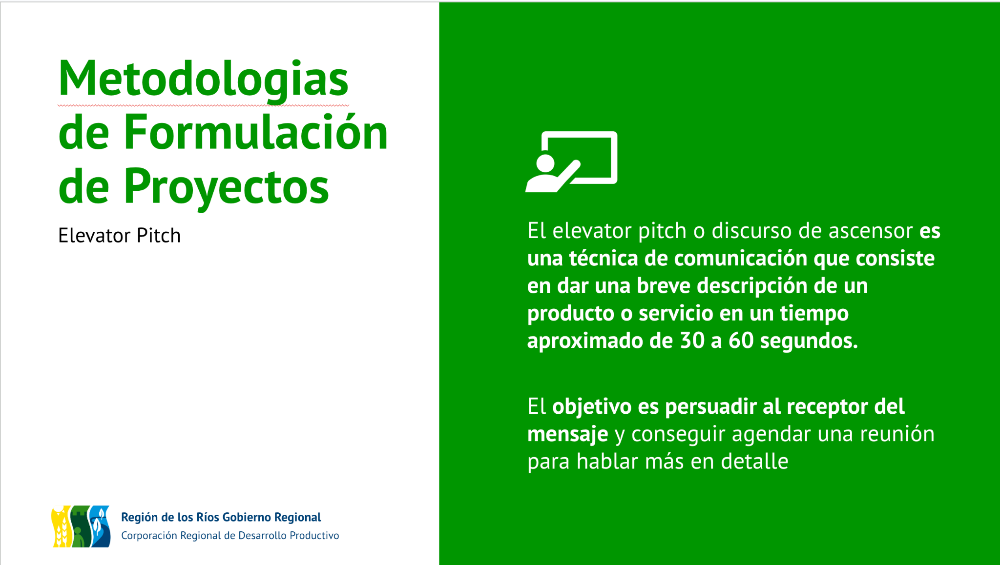 Metodologias
de Formulación
de Proyectos
Elevator Pitch
El elevator pitch o discurso de ascensor es
una técnica de comunicación que consiste
en dar una breve descripción de un
producto o servicio en un tiempo
aproximado de 30 a 60 segundos.
El objetivo es persuadir al receptor del
mensaje y conseguir agendar una reunión
para hablar más en detalle
Región de los Ríos Gobierno Regional
Corporación Regional de Desarrollo Productivo